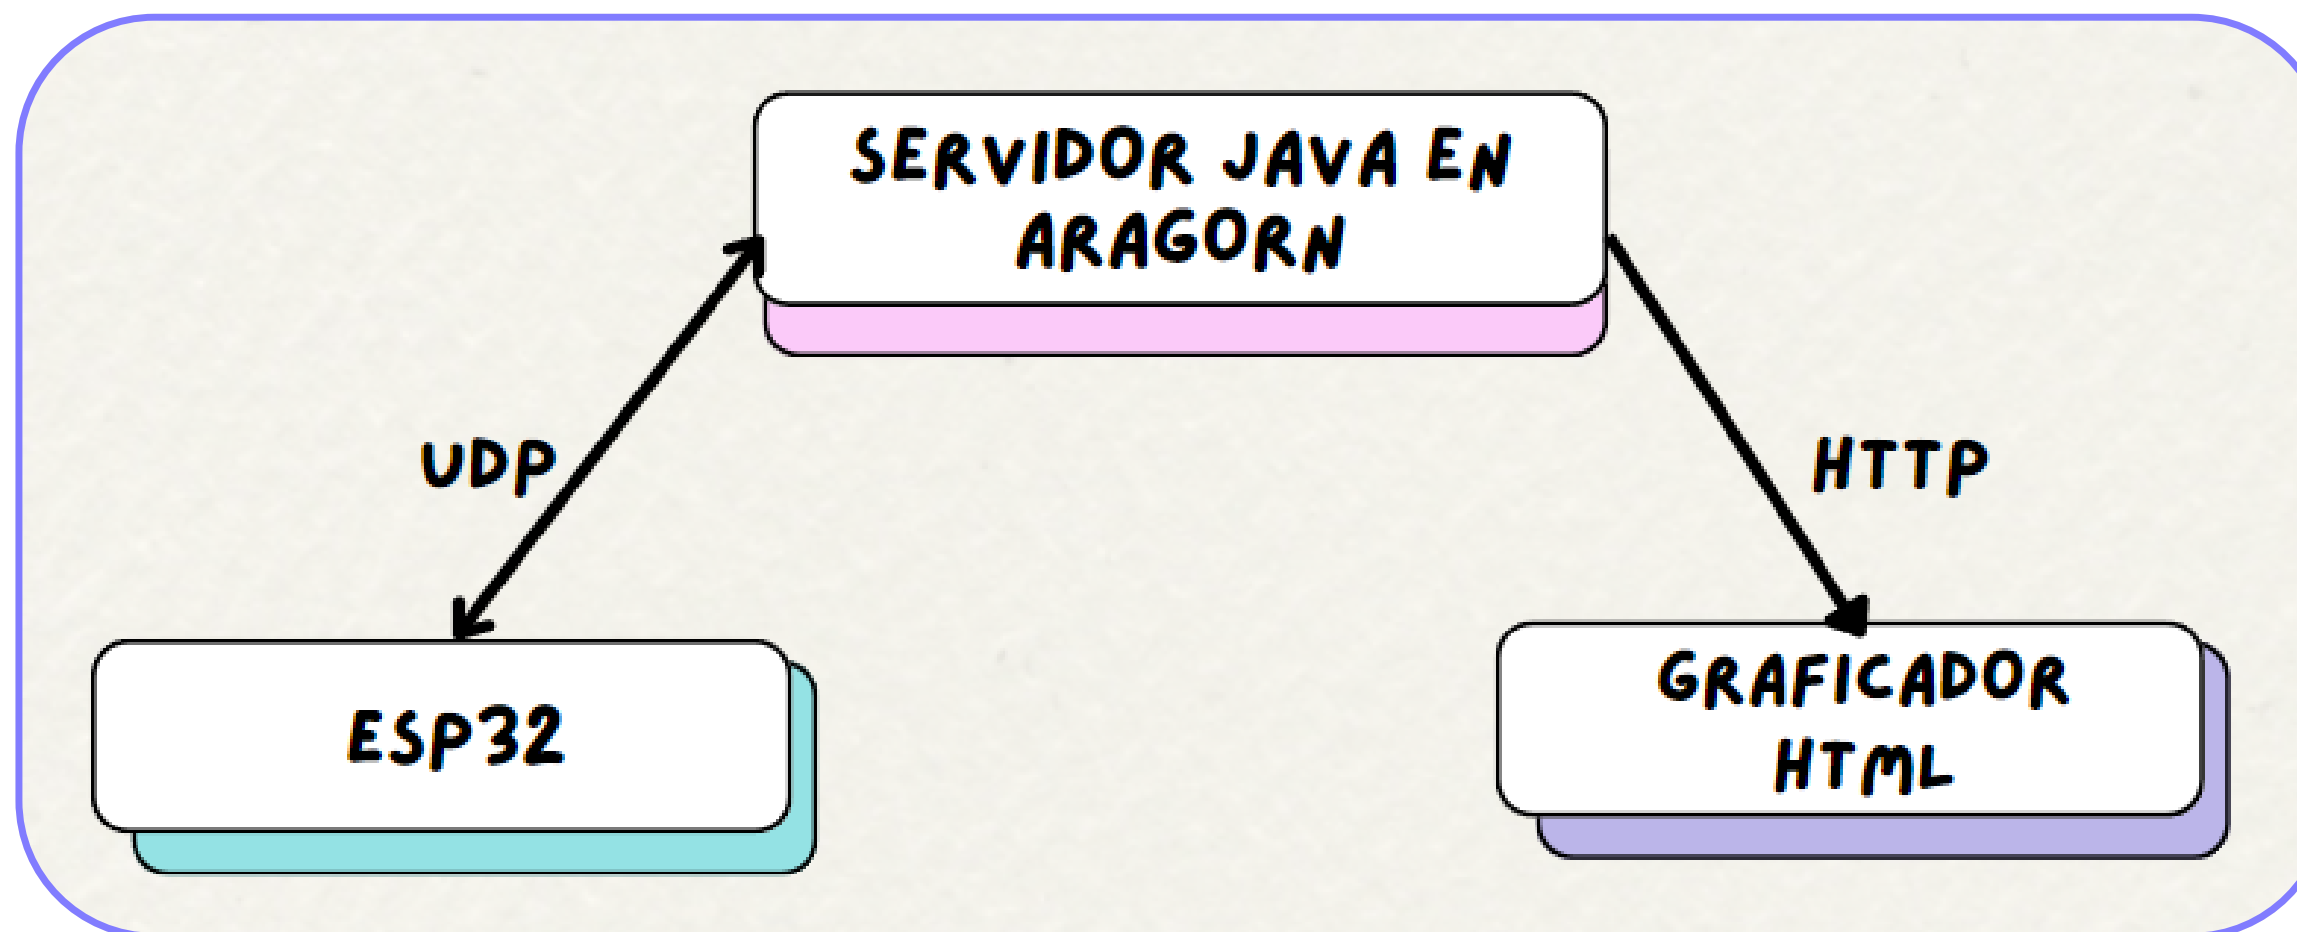 SERVIDOR JAVA EN
ARAGORN
UDP
HTTP
ESP32
GRAFICADOR
HTML